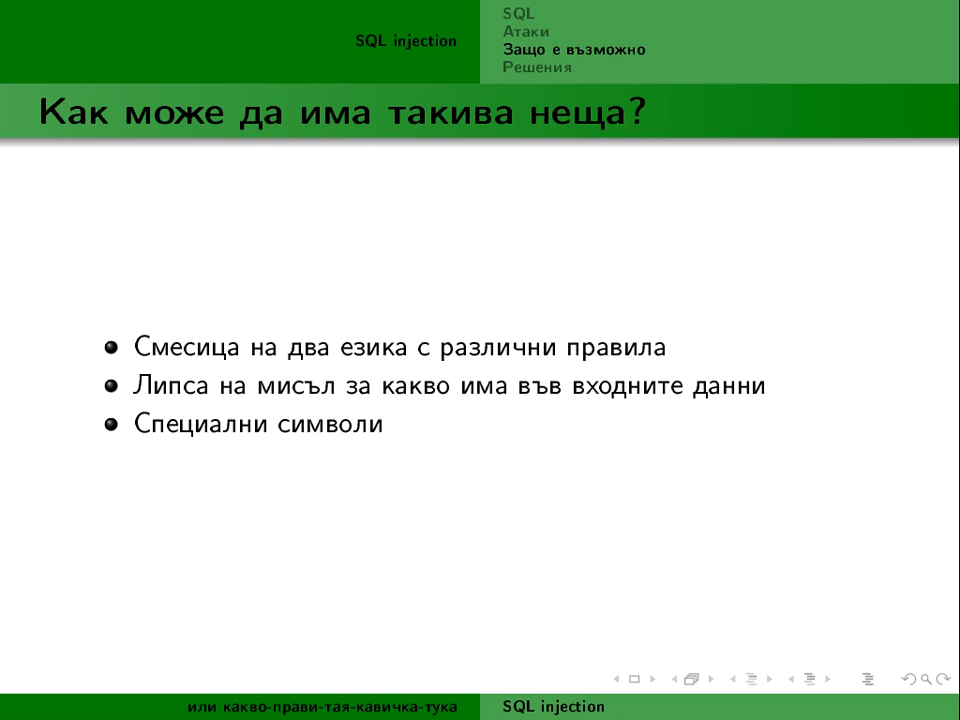 SQL injection
SQL
Атаки
Защо е възможно
Решения
Как може да има такива неща?
Смесица на два езика с различни правила
Липса на мисъл за какво има във входните данни
Специални символи
или какво-прави-тая-кавичка-тука
SQL injection